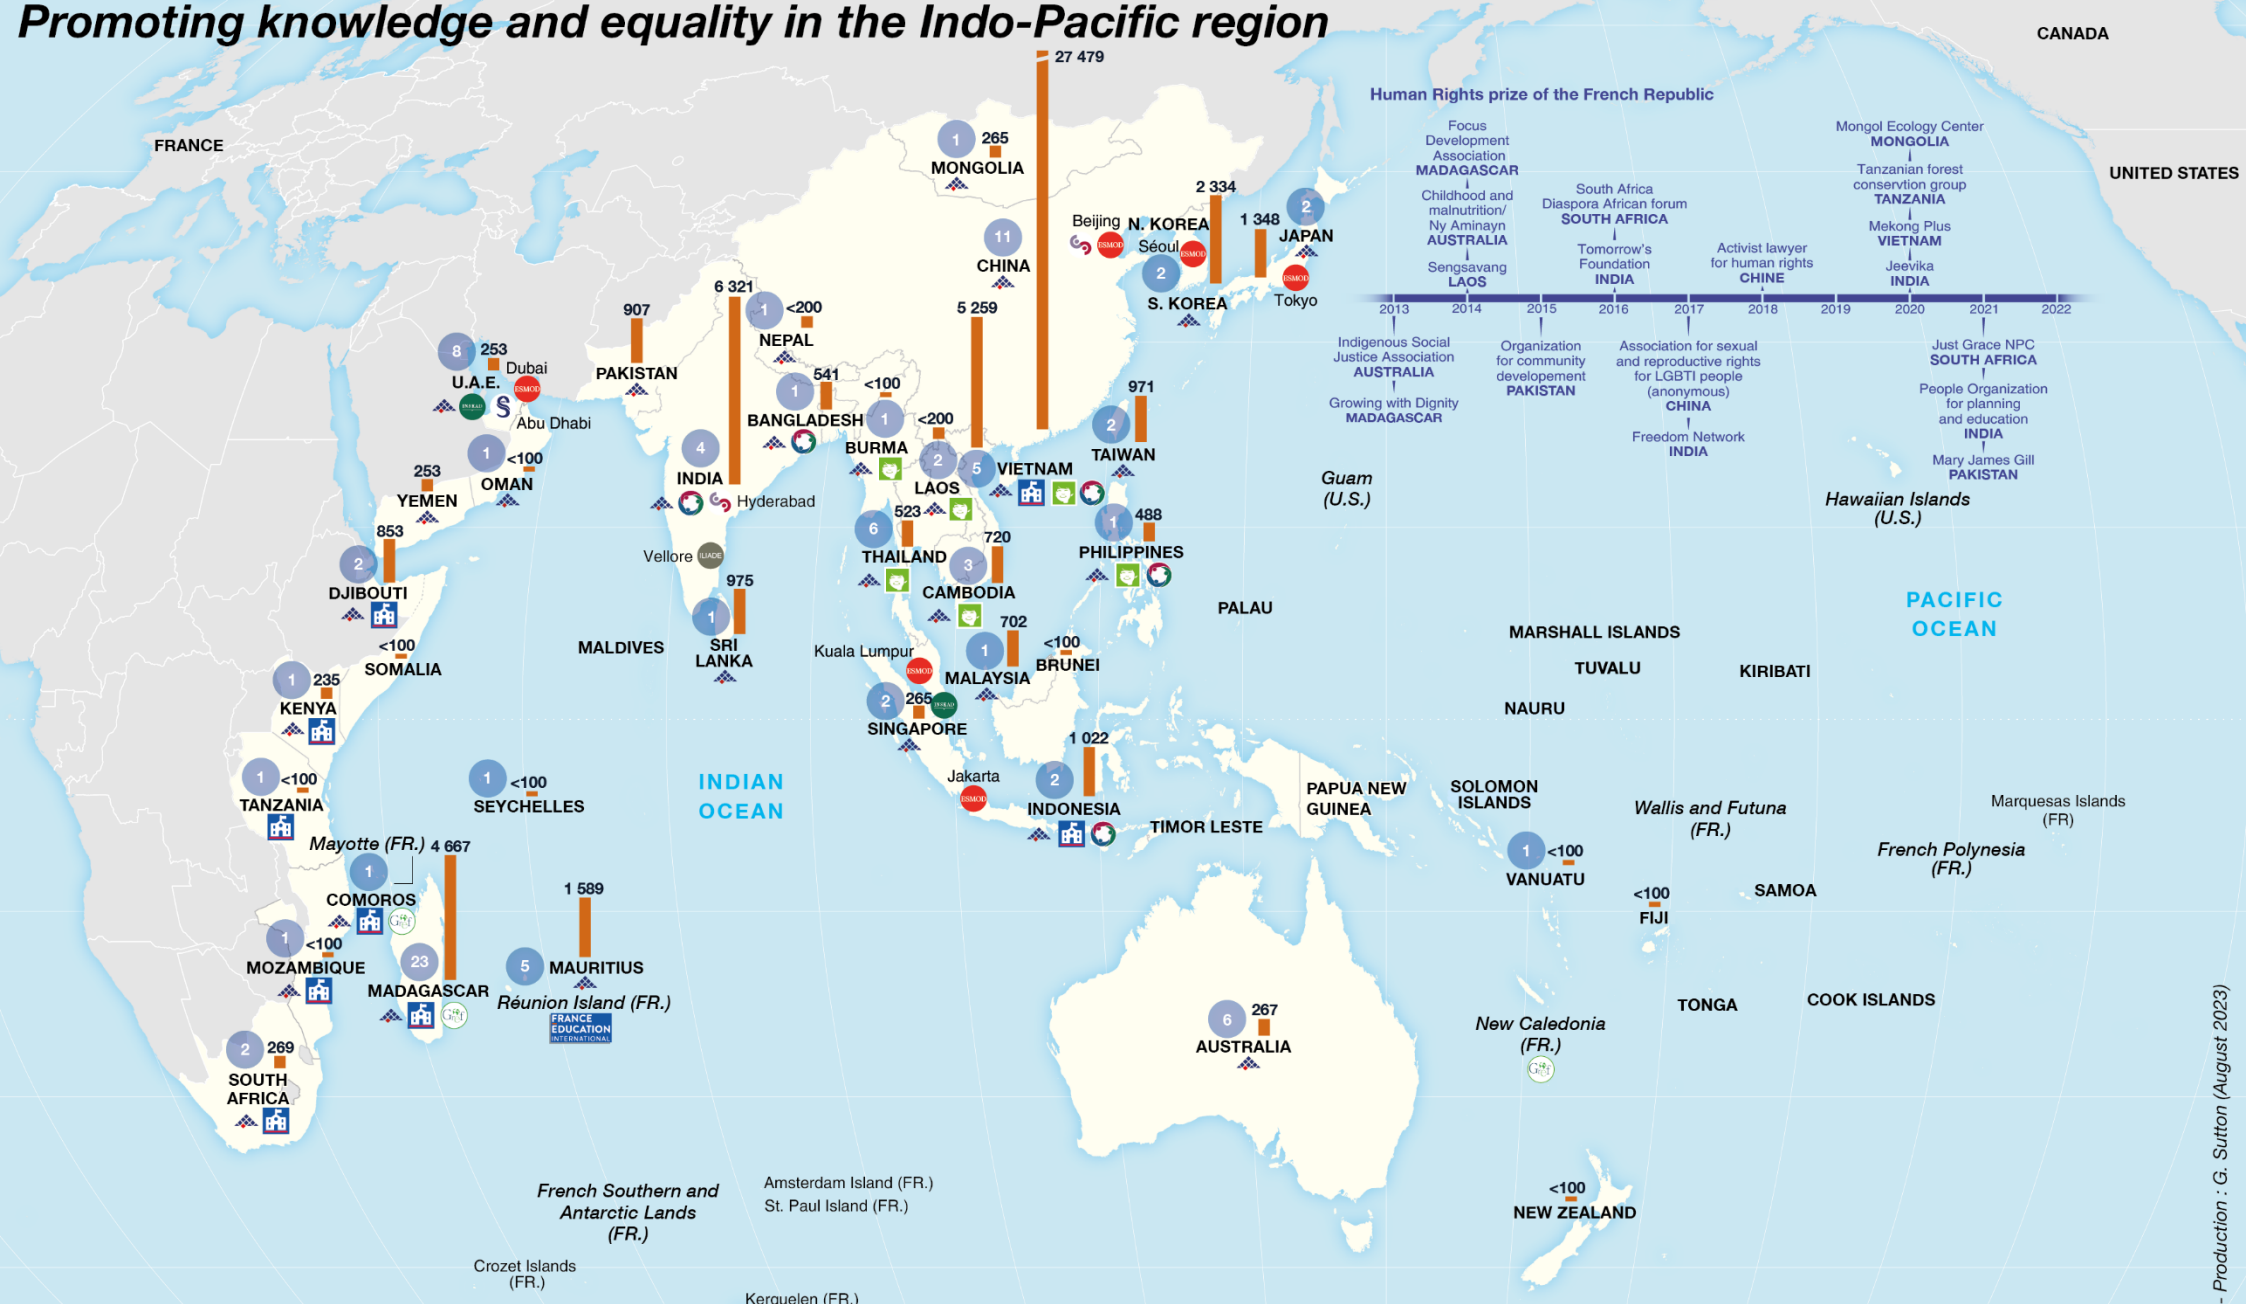 Promoting knowledge and equality in the Indo-Pacific region
CANADA
FRANCE
UNITED STATES
27 479
1
265
MONGOLIA
11
CHINA
Beijing
ESMOD
N. KOREA
Séoul
ESMOD
2
S. KOREA
2 334
1 348
2
JAPAN
ESMOD
Tokyo
Human Rights prize of the French Republic
Focus
Development
Association
MADAGASCAR
Childhood and
malnutrition/
Ny Aminayn
AUSTRALIA
Sengsavang
LAOS
South Africa
Diaspora African forum
SOUTH AFRICA
Tomorrow's
Foundation
INDIA
Activist lawyer
for human rights
CHINE
Mongol Ecology Center
MONGOLIA
Tanzanian forest
conservtion group
TANZANIA
Mekong Plus
VIETNAM
Jeevika
INDIA
2013
2014
2015
2016
2017
2018
2019
2020
2021
2022
Indigenous Social
Justice Association
AUSTRALIA
Growing with Dignity
MADAGASCAR
Organization
for community
developement
PAKISTAN
Association for sexual
and reproductive rights
for LGBTI people
(anonymous)
CHINA
Freedom Network
INDIA
Just Grace NPC
SOUTH AFRICA
People Organization
for planning
and education
INDIA
Mary James Gill
PAKISTAN
907
PAKISTAN
6 321
1
<200
NEPAL
541
1
BANGLADESH
<100
1
BURMA
5 259
<200
2
LAOS
5
VIETNAM
971
2
TAIWAN
8
253
U.A.E.
Dubai
ESMOD
INSEAD
S
Abu Dhabi
1
<100
OMAN
253
YEMEN
4
INDIA
Hyderabad
Vellore
ILIADE
975
1
SRI
LANKA
MALDIVES
6
523
THAILAND
720
3
CAMBODIA
1
488
PHILIPPINES
853
2
DJIBOUTI
<100
SOMALIA
1
235
KENYA
1
<100
TANZANIA
Kuala Lumpur
ESMOD
702
1
MALAYSIA
<100
BRUNEI
2
265
INSEAD
SINGAPORE
1 022
Jakarta
ESMOD
2
INDONESIA
TIMOR LESTE
PALAU
Guam
(U.S.)
Hawaiian Islands
(U.S.)
PACIFIC
OCEAN
MARSHALL ISLANDS
TUVALU
KIRIBATI
NAURU
PAPUA NEW
GUINEA
SOLOMON
ISLANDS
Wallis and Futuna
(FR.)
Marquesas Islands
(FR)
French Polynesia
(FR.)
1
<100
VANUATU
<100
FIJI
SAMOA
TONGA
COOK ISLANDS
New Caledonia
(FR.)
Gref
INDIAN
OCEAN
1
<100
SEYCHELLES
Mayotte (FR.)
1
COMOROS
Gref
4 667
23
MADAGASCAR
Gref
1
<100
MOZAMBIQUE
1 589
5
MAURITIUS
Réunion Island (FR.)
FRANCE
EDUCATION
INTERNATIONAL
2
269
SOUTH
AFRICA
6
267
AUSTRALIA
<100
NEW ZEALAND
French Southern and
Antarctic Lands
(FR.)
Amsterdam Island (FR.)
St. Paul Island (FR.)
Crozet Islands
(FR.)
Kerguelen (FR.)
- Production : G. Sutton (August 2023)